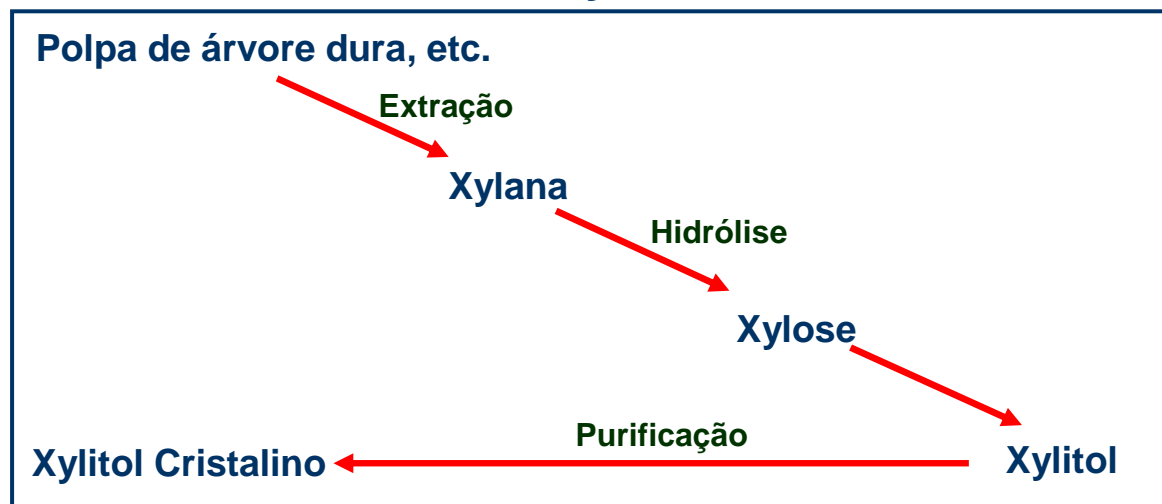 Polpa de árvore dura, etc.
Extração
Xylana
Hidrólise
Xylose
Purificação
Xylitol Cristalino
Xylitol